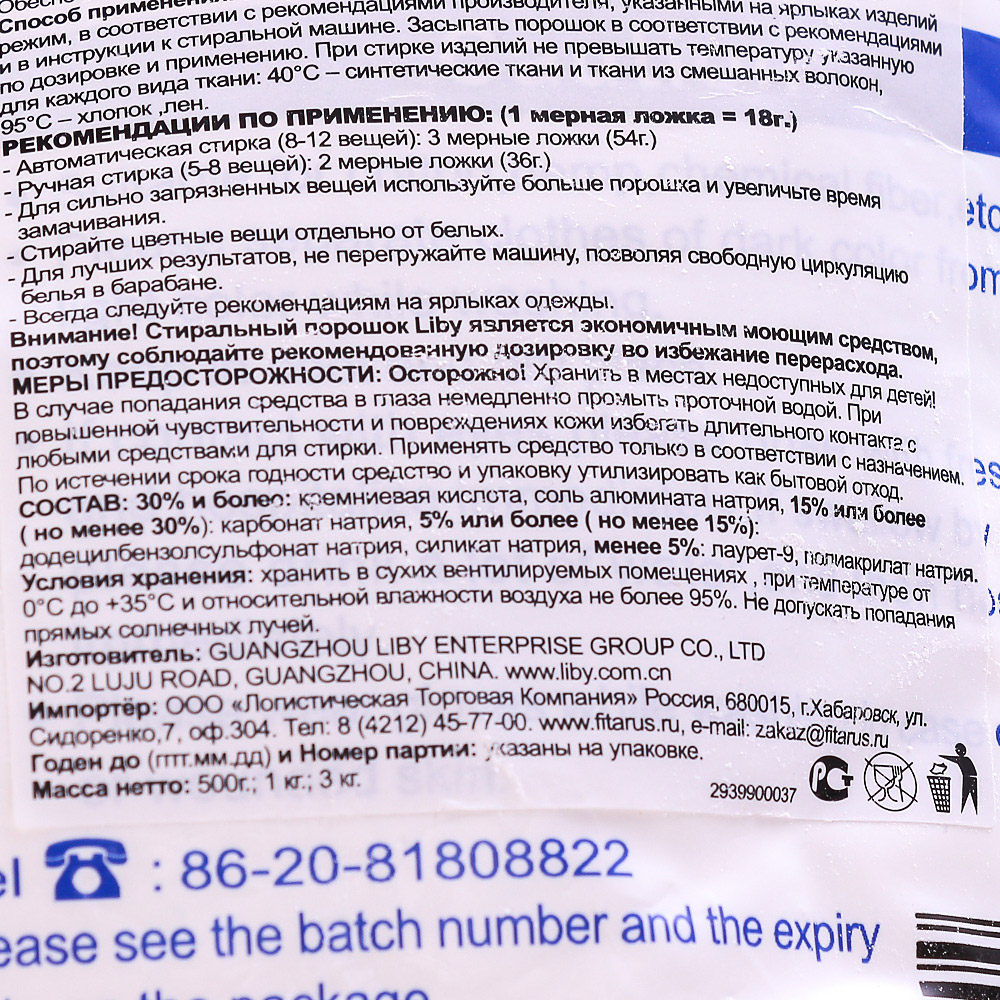 Способ применения:
режим, в соответствии с рекомендациями производителя, указанными на ярлыках изделий
и в инструкции к стиральной машине. Засыпать порошок в соответствии с рекомендациями
по дозировке и применению. При стирке изделий не превышать температуру указанную
для каждого вида ткани: 40°С – синтетические ткани и ткани из смешанных волокон,
95°С – хлопок ,лен.
РЕКОМЕНДАЦИИ ПО ПРИМЕНЕНИЮ: (1 мерная ложка = 18г.)
- Автоматическая стирка (8-12 вещей): 3 мерные ложки (54г.)
- Ручная стирка (5-8 вещей): 2 мерные ложки (36г.)
- Для сильно загрязненных вещей используйте больше порошка и увеличьте время
замачивания.
- Стирайте цветные вещи отдельно от белых.
- Для лучших результатов, не перегружайте машину, позволяя свободную циркуляцию
белья в барабане.
- Всегда следуйте рекомендациям на ярлыках одежды.
Внимание! Стиральный порошок Liby является экономичным моющим средством,
поэтому соблюдайте рекомендованную дозировку во избежание перерасхода.
МЕРЫ ПРЕДОСТОРОЖНОСТИ: Осторожно! Хранить в местах недоступных для детей!
В случае попадания средства в глаза немедленно промыть проточной водой. При
повышенной чувствительности и повреждениях кожи избегать длительного контакта с
любыми средствами для стирки. Применять средство только в соответствии с назначением.
По истечении срока годности средство и упаковку утилизировать как бытовой отход.
СОСТАВ: 30% и более: кремниевая кислота, соль алюмината натрия, 15% или более
( но менее 30%): карбонат натрия, 5% или более ( но менее 15%):
додецилбензолсульфонат натрия, силикат натрия, менее 5%: лаурет-9, полиакрилат натрия.
Условия хранения: хранить в сухих вентилируемых помещениях , при температуре от
0°С до +35°С и относительной влажности воздуха не более 95%. Не допускать попадания
прямых солнечных лучей.
Изготовитель: GUANGZHOU LIBY ENTERPRISE GROUP CO., LTD
NO.2 LUJU ROAD, GUANGZHOU, CHINA. www.liby.com.cn
Импортёр: ООО «Логистическая Торговая Компания» Россия, 680015, г.Хабаровск, ул.
Сидоренко,7, оф.304. Тел: 8 (4212) 45-77-00. www.fitarus.ru, e-mail: zakaz@fitarus.ru
Годен до (гггг.мм.дд) и Номер партии: указаны на упаковке.
Масса нетто: 500г.; 1 кг.; 3 кг.
2939900037
: 86-20-81808822
ease see the batch number and the expiry
the package